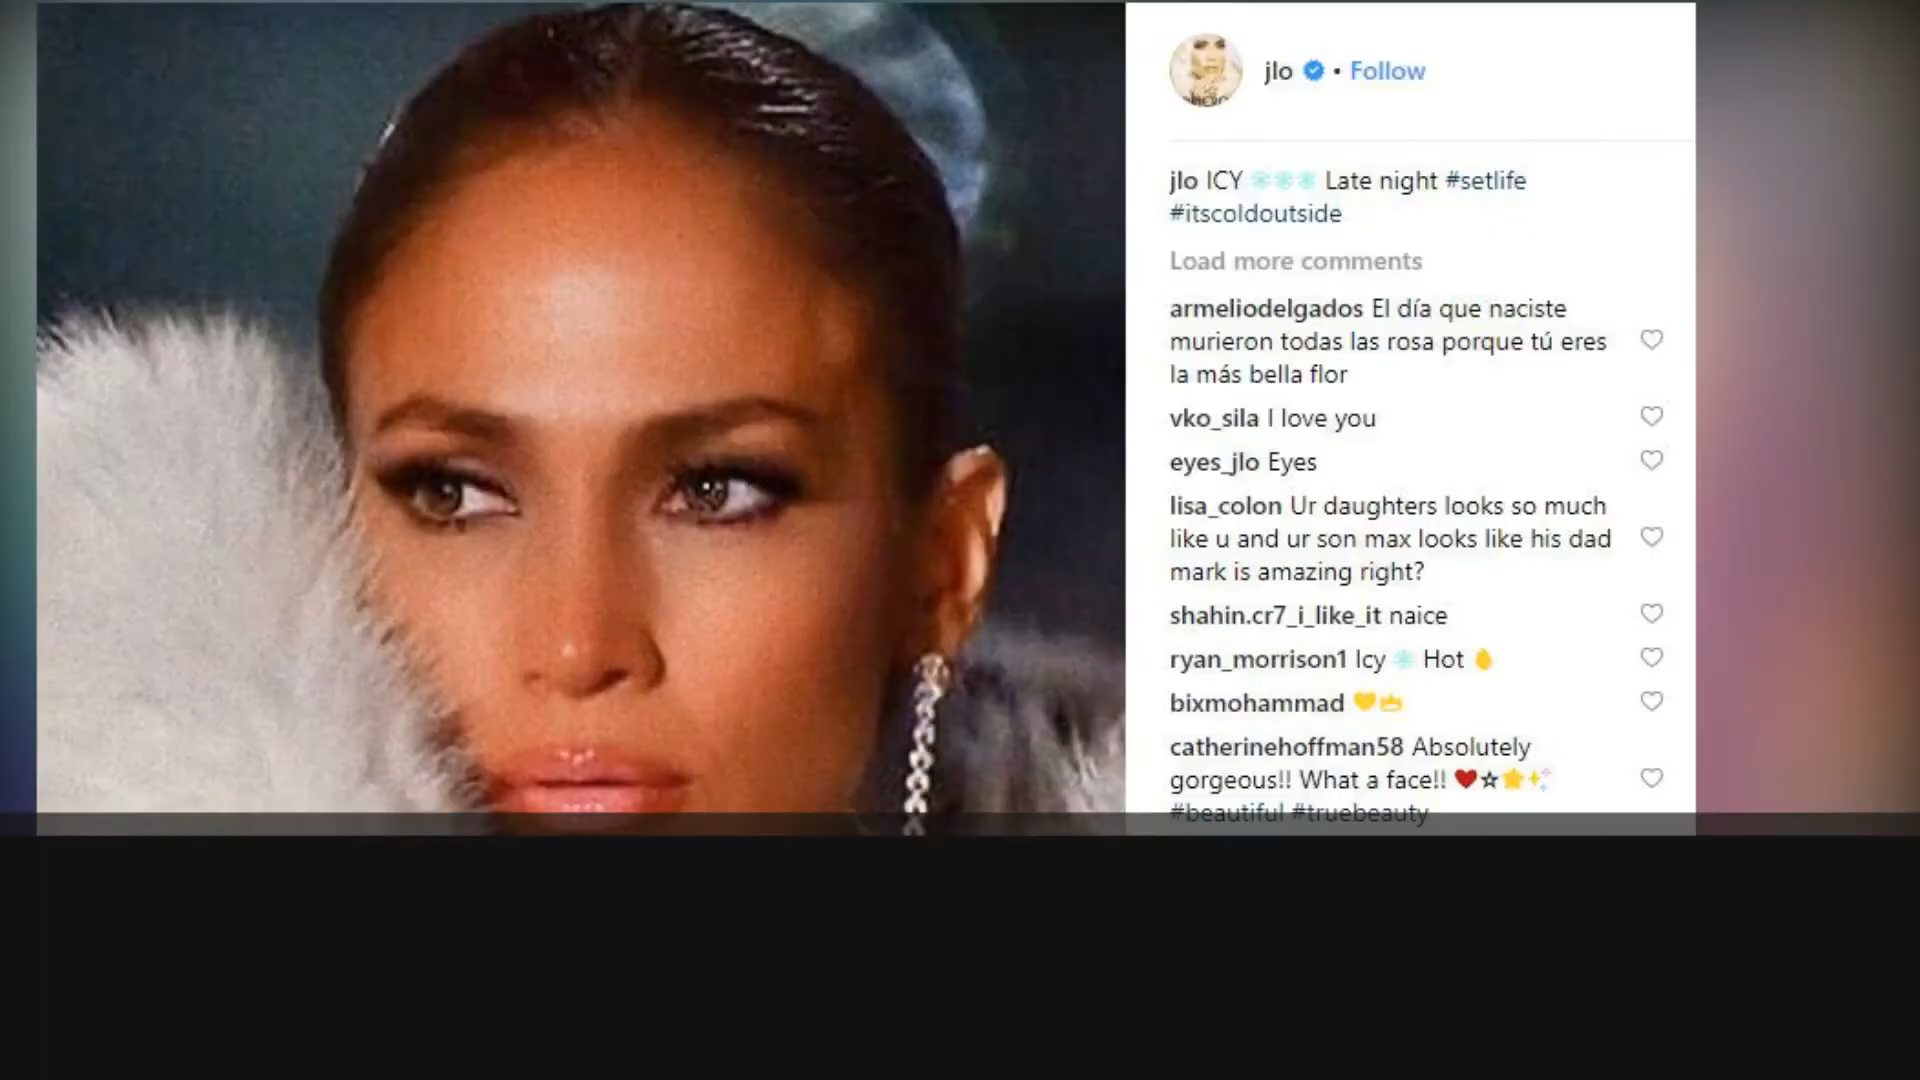 jlo • Follow
jlo ICY ❄❄❄ Late night #setlife
#itscoldoutside
Load more comments
armeliodelgados El día que naciste
murieron todas las rosa porque tú eres
la más bella flor
vko_sila I love you
eyes_jlo Eyes
lisa_colon Ur daughters looks so much
like u and ur son max looks like his dad
mark is amazing right?
shahin.cr7_i_like_it naice
ryan_morrison1 Icy ❄ Hot 🔥
bixmohammad 💛👑
catherinehoffman58 Absolutely
gorgeous!! What a face!! ❤️☆⭐✨
#beautiful #truebeauty